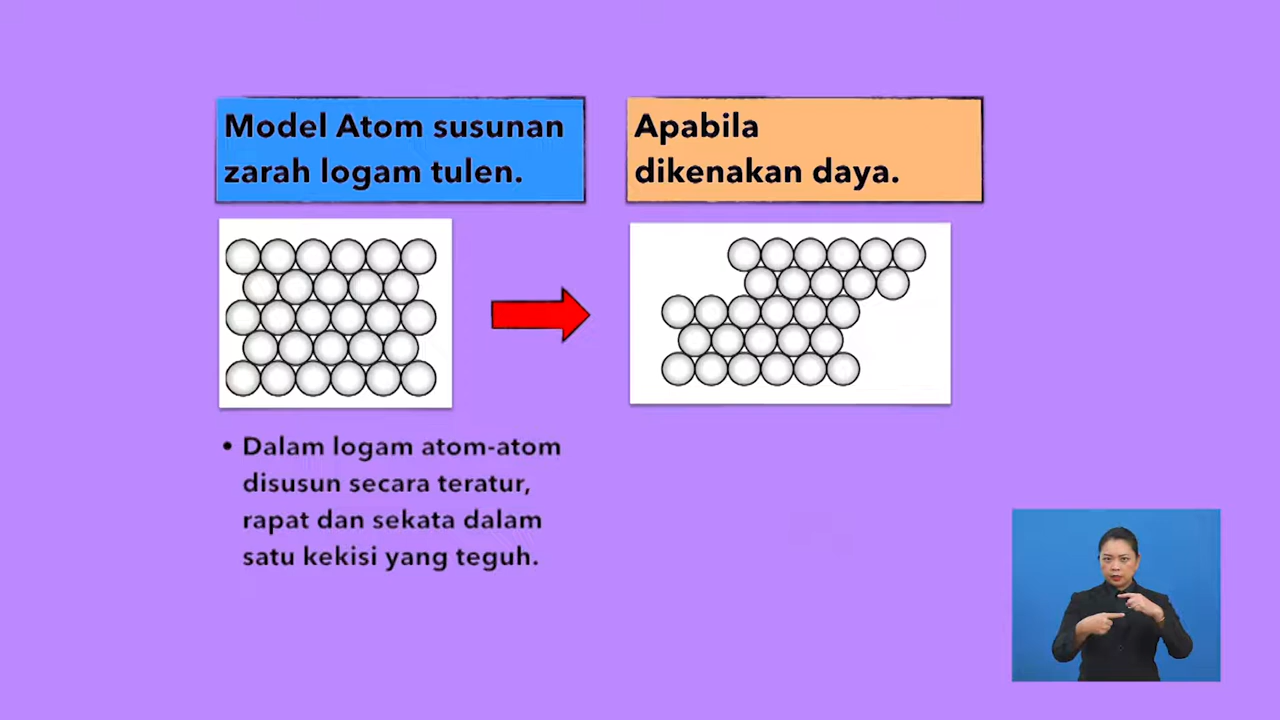 Model Atom susunan
zarah logam tulen.
Apabila
dikenakan daya.
• Dalam logam atom-atom
disusun secara teratur,
rapat dan sekata dalam
satu kekisi yang teguh.